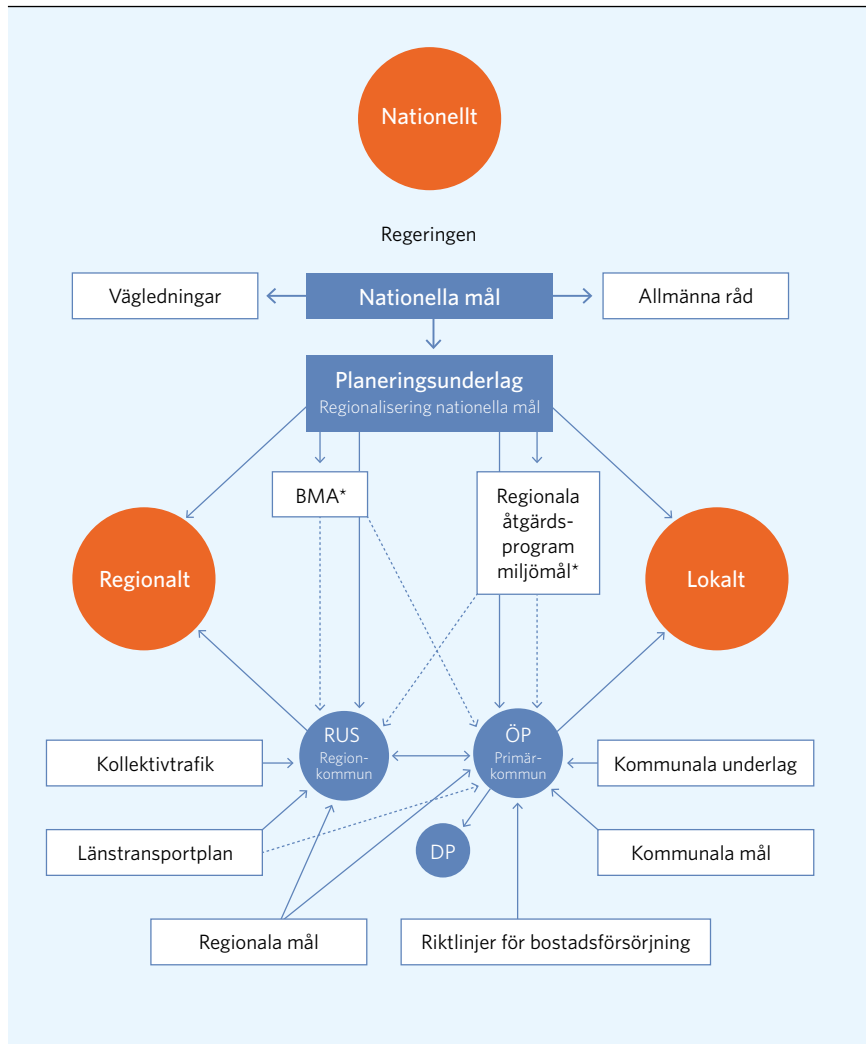 Nationellt
Regeringen
Vägledningar
Nationella mål
Allmänna råd
Planeringsunderlag
Regionalisering nationella mål
BMA*
Regionala
åtgärds-
program
miljömål*
Regionalt
Lokalt
RUS
Region-
kommun
ÖP
Primär-
kommun
Kollektivtrafik
Kommunala underlag
Länstransportplan
DP
Kommunala mål
Regionala mål
Riktlinjer för bostadsförsörjning